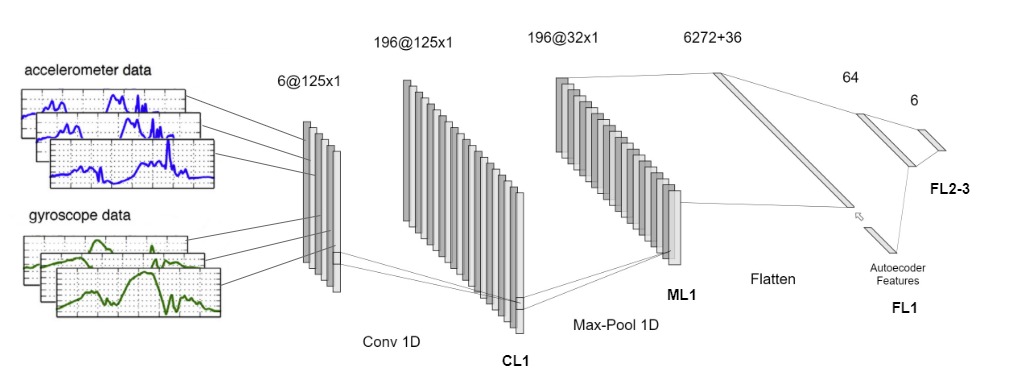 196@32x1
6272+36
196@125x1
accelerometer data
6@125x1
64
6
FL2-3
gyroscope data
Autoecoder
Features
Flatten
ML1
FL1
Max-Pool 1D
Conv 1D
CL1